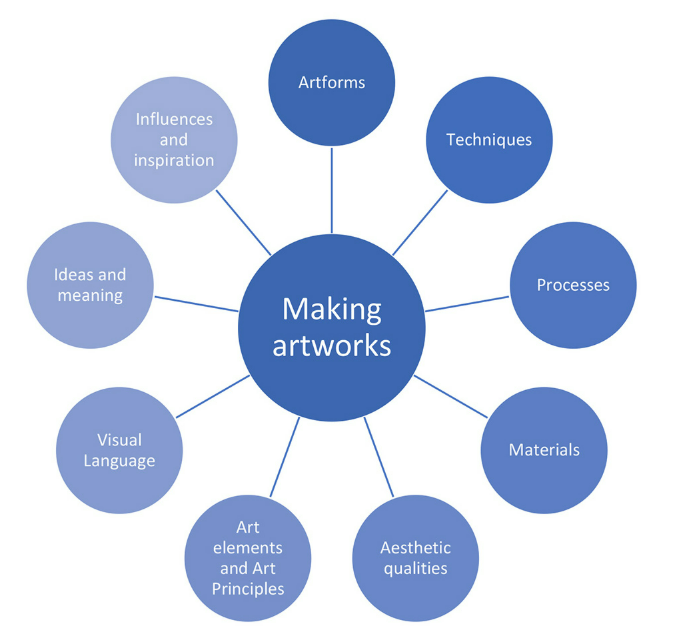 Artforms
Techniques
Processes
Materials
Aesthetic
qualities
Art
elements
and Art
Principles
Visual
Language
Ideas and
meaning
Influences
and
inspiration
Making
artworks